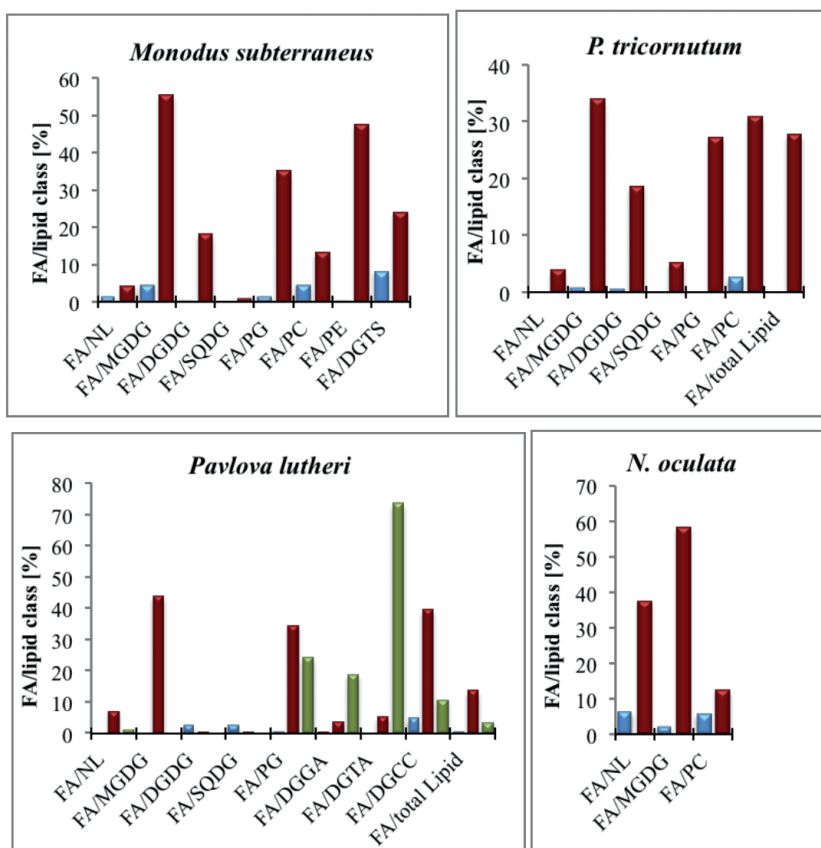 Monodus subterraneus
FA/lipid class [%]
60
50
40
30
20
10
0
FA/NL
FA/MGDG
FA/DGDG
FA/SQDG
FA/PG
FA/PC
FA/PE
FA/DGTS
P. tricornutum
FA/lipid class [%]
40
30
20
10
0
FA/NL
FA/MGDG
FA/DGDG
FA/SQDG
FA/PG
FA/PC
FA/total Lipid
Pavlova lutheri
FA/lipid class [%]
80
70
60
50
40
30
20
10
0
FA/NL
FA/MGDG
FA/DGDG
FA/SQDG
FA/PG
FA/DGGA
FA/DGTA
FA/DGCC
FA/total Lipid
N. oculata
FA/lipid class [%]
70
60
50
40
30
20
10
0
FA/NL
FA/MGDG
FA/PC